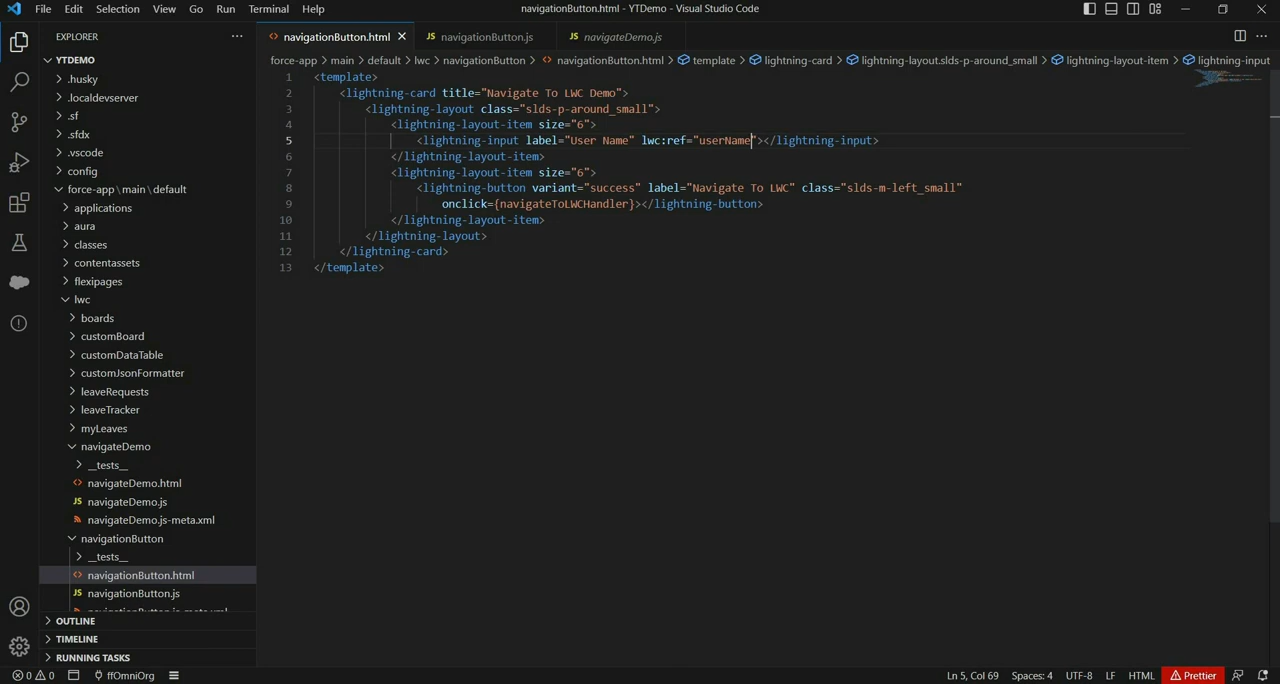 File Edit Selection View Go Run Terminal Help
navigationButton.html - YTDemo - Visual Studio Code
EXPLORER
YTDEMO
.husky
.localdevserver
.sf
.sfdx
.vscode
config
force-app\main\default
applications
aura
classes
contentassets
flexipages
lwc
boards
customBoard
customDataTable
customJsonFormatter
leaveRequests
leaveTracker
myLeaves
navigateDemo
__tests__
navigateDemo.html
JS navigateDemo.js
navigateDemo.js-meta.xml
navigationButton
__tests__
navigationButton.html
JS navigationButton.js
navigationButton.js-meta.xml
OUTLINE
TIMELINE
RUNNING TASKS
navigationButton.html JS navigationButton.js JS navigateDemo.js
force-app > main > default > lwc > navigationButton > navigationButton.html > template > lightning-card > lightning-layout.slds-p-around_small > lightning-layout-item > lightning-input
1 <template>
2 <lightning-card title="Navigate To LWC Demo">
3 <lightning-layout class="slds-p-around_small">
4 <lightning-layout-item size="6">
5 <lightning-input label="User Name" lwc:ref="userName"></lightning-input>
6 </lightning-layout-item>
7 <lightning-layout-item size="6">
8 <lightning-button variant="success" label="Navigate To LWC" class="slds-m-left_small"
9 onclick={navigateToLWCHandler}></lightning-button>
10 </lightning-layout-item>
11 </lightning-layout>
12 </lightning-card>
13 </template>
0 0 ffOmniOrg
Ln 5, Col 69 Spaces: 4 UTF-8 LF HTML Prettier